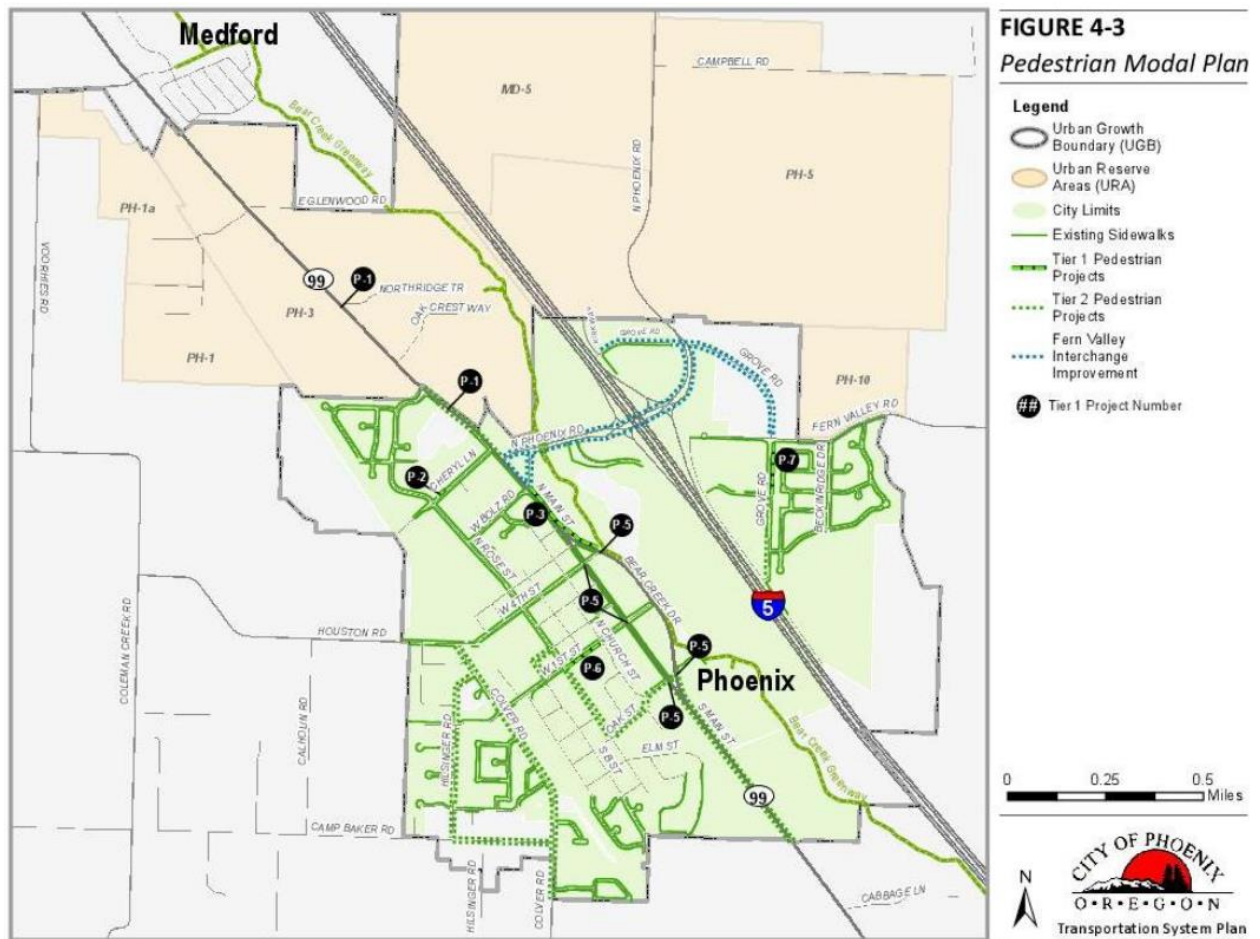 FIGURE 4-3
Pedestrian Modal Plan
Legend
Urban Growth
Boundary (UGB)
Urban Reserve
Areas (URA)
City Limits
Existing Sidewalks
Tier 1 Pedestrian
Projects
Tier 2 Pedestrian
Projects
Fern Valley
Interchange
Improvement
## Tier 1 Project Number
Medford
CAMPBELL RD
MD-5
Bear Creek Greenway
N PHOENIX RD
PH-5
E GLENWOOD RD
PH-1a
VOORHIES RD
99
P-1
NORTHRIDGE TR
OAK CREST WAY
PH-3
PH-1
GROVE RD
GROVE RD
PH-10
P-1
FERN VALLEY RD
N PHOENIX RD
CHERYL LN
P-2
P-7
W BOLZ RD
N MAIN ST
P-3
GROVE RD
BECKINRIDGE DR
P-5
N ROSE ST
BEAR CREEK DR
W 4TH ST
P-5
5
HOUSTON RD
N CHURCH ST
W 1ST ST
P-6
P-5
Phoenix
COLEMAN CREEK RD
CALHOUN RD
HILSINGER RD
COLVER RD
OAK ST
P-5
S MAIN ST
Bear Creek Greenway
S B ST
ELM ST
99
CAMP BAKER RD
HILSINGER RD
COLVER RD
CABBAGE LN
0 0.25 0.5
Miles
N
CITY OF PHOENIX
O•R•E•G•O•N
Transportation System Plan